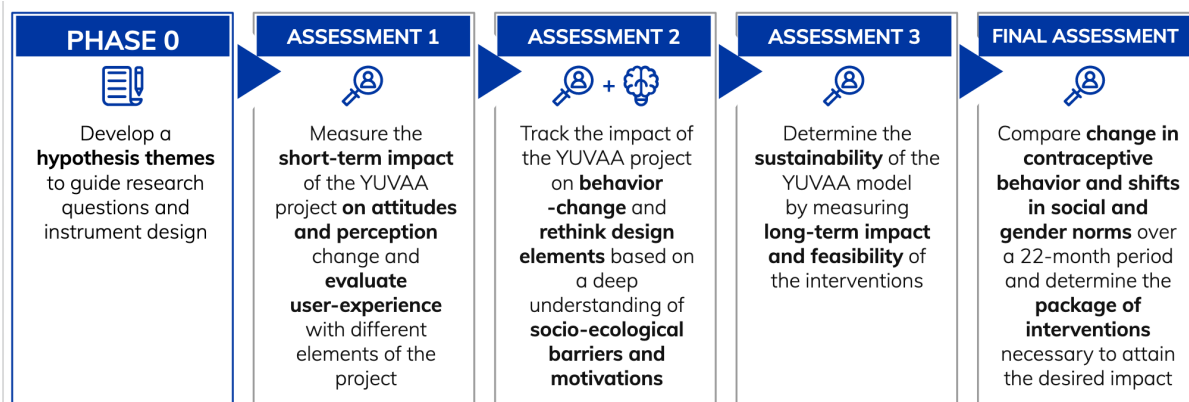 PHASE 0
Develop a
hypothesis themes
to guide research
questions and
instrument design
ASSESSMENT 1
Measure the
short-term impact
of the YUVAA
project on attitudes
and perception
change and
evaluate
user-experience
with different
elements of the
project
ASSESSMENT 2
+
Track the impact of
the YUVAA project
on behavior
-change and
rethink design
elements based on
a deep
understanding of
socio-ecological
barriers and
motivations
ASSESSMENT 3
Determine the
sustainability of the
YUVAA model
by measuring
long-term impact
and feasibility of
the interventions
FINAL ASSESSMENT
Compare change in
contraceptive
behavior and shifts
in social and
gender norms over
a 22-month period
and determine the
package of
interventions
necessary to attain
the desired impact